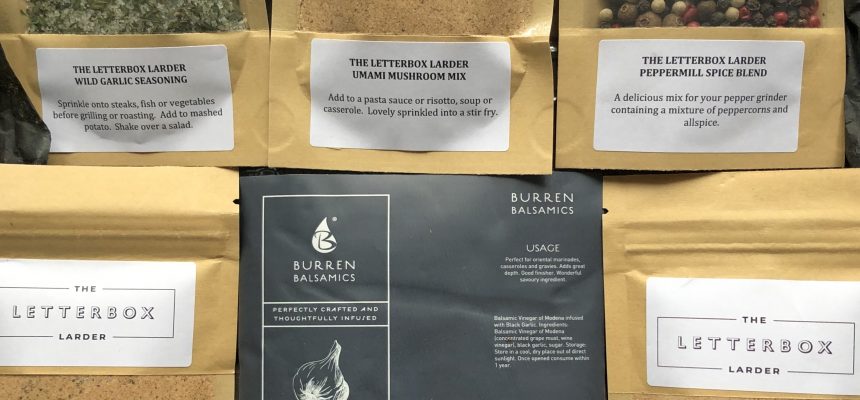 THE LETTERBOX LARDER
WILD GARLIC SEASONING
Sprinkle onto steaks, fish or vegetables
before grilling or roasting. Add to mashed
potato. Shake over a salad.
THE LETTERBOX LARDER
UMAMI MUSHROOM MIX
Add to a pasta sauce or risotto, soup or
casserole. Lovely sprinkled into a stir fry.
THE LETTERBOX LARDER
PEPPERMILL SPICE BLEND
A delicious mix for your pepper grinder
containing a mixture of peppercorns and
allspice.
THE
LETTERBOX
LARDER
B
®
BURREN
BALSAMICS
PERFECTLY CRAFTED AND
THOUGHTFULLY INFUSED
BURREN
BALSAMICS
USAGE
Perfect for oriental marinades,
casseroles and gravies. Adds great
depth. Good finisher. Wonderful
savoury ingredient.
Balsamic Vinegar of Modena infused
with Black Garlic. Ingredients:
Balsamic Vinegar of Modena
(concentrated grape must, wine
vinegar), black garlic, sugar. Storage:
Store in a cool, dry place out of direct
sunlight. Once opened consume within
1 year.
THE
LETTERBOX
LARDER